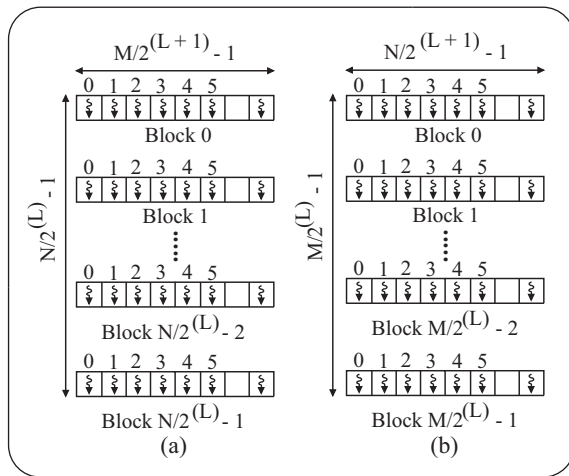 M/2^(L + 1) - 1
N/2^(L) - 1
0 1 2 3 4 5
Block 0
0 1 2 3 4 5
Block 1
......
0 1 2 3 4 5
Block N/2^(L) - 2
0 1 2 3 4 5
Block N/2^(L) - 1
(a)
N/2^(L + 1) - 1
M/2^(L) - 1
0 1 2 3 4 5
Block 0
0 1 2 3 4 5
Block 1
......
0 1 2 3 4 5
Block M/2^(L) - 2
0 1 2 3 4 5
Block M/2^(L) - 1
(b)